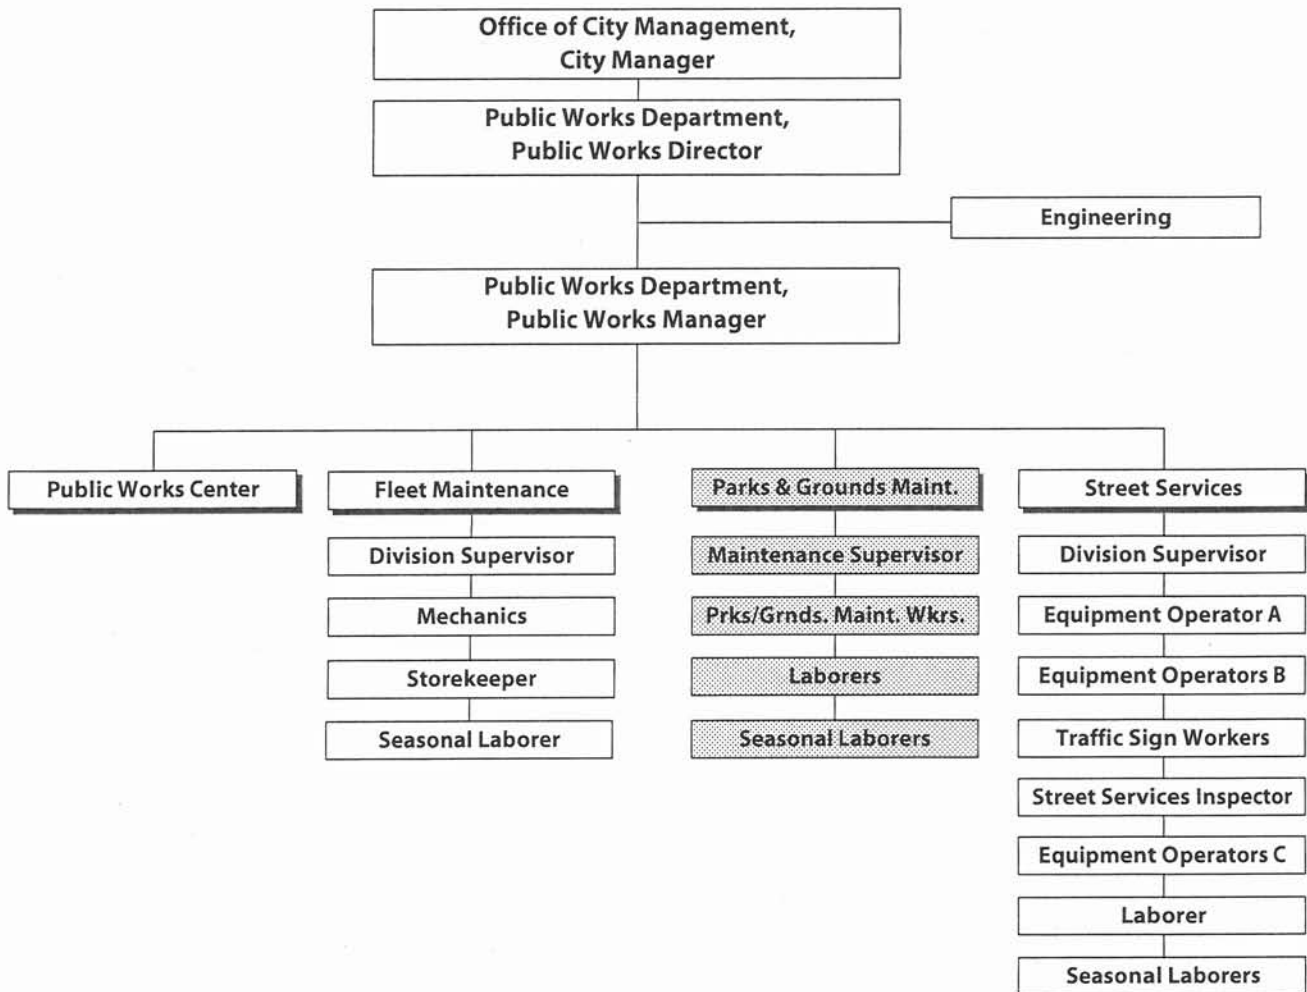 Office of City Management,
City Manager
Public Works Department,
Public Works Director
Engineering
Public Works Department,
Public Works Manager
Public Works Center
Fleet Maintenance
Parks & Grounds Maint.
Street Services
Division Supervisor
Maintenance Supervisor
Division Supervisor
Mechanics
Prks/Grnds. Maint. Wkrs.
Equipment Operator A
Storekeeper
Laborers
Equipment Operators B
Seasonal Laborer
Seasonal Laborers
Traffic Sign Workers
Street Services Inspector
Equipment Operators C
Laborer
Seasonal Laborers